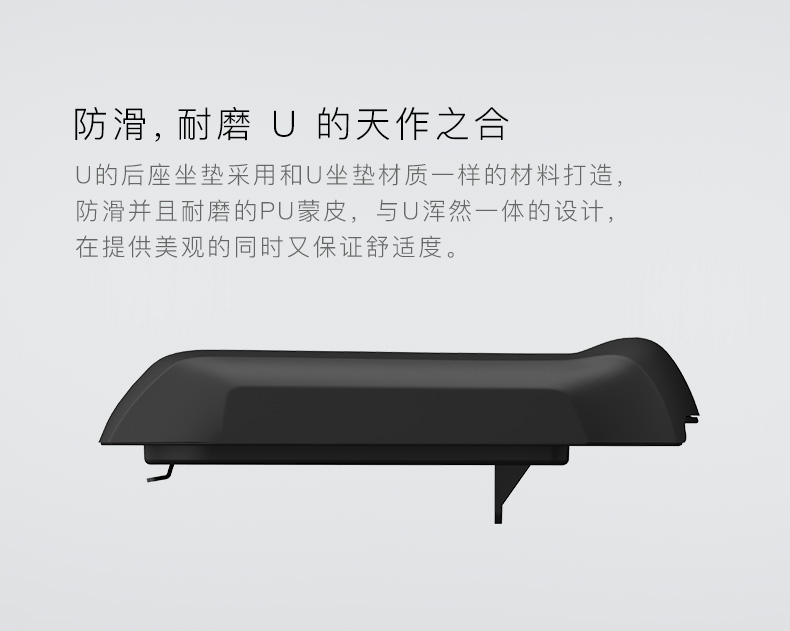 防滑, 耐磨 U 的天作之合
U的后座坐垫采用和U坐垫材质一样的材料打造,
防滑并且耐磨的PU蒙皮, 与U浑然一体的设计,
在提供美观的同时又保证舒适度。